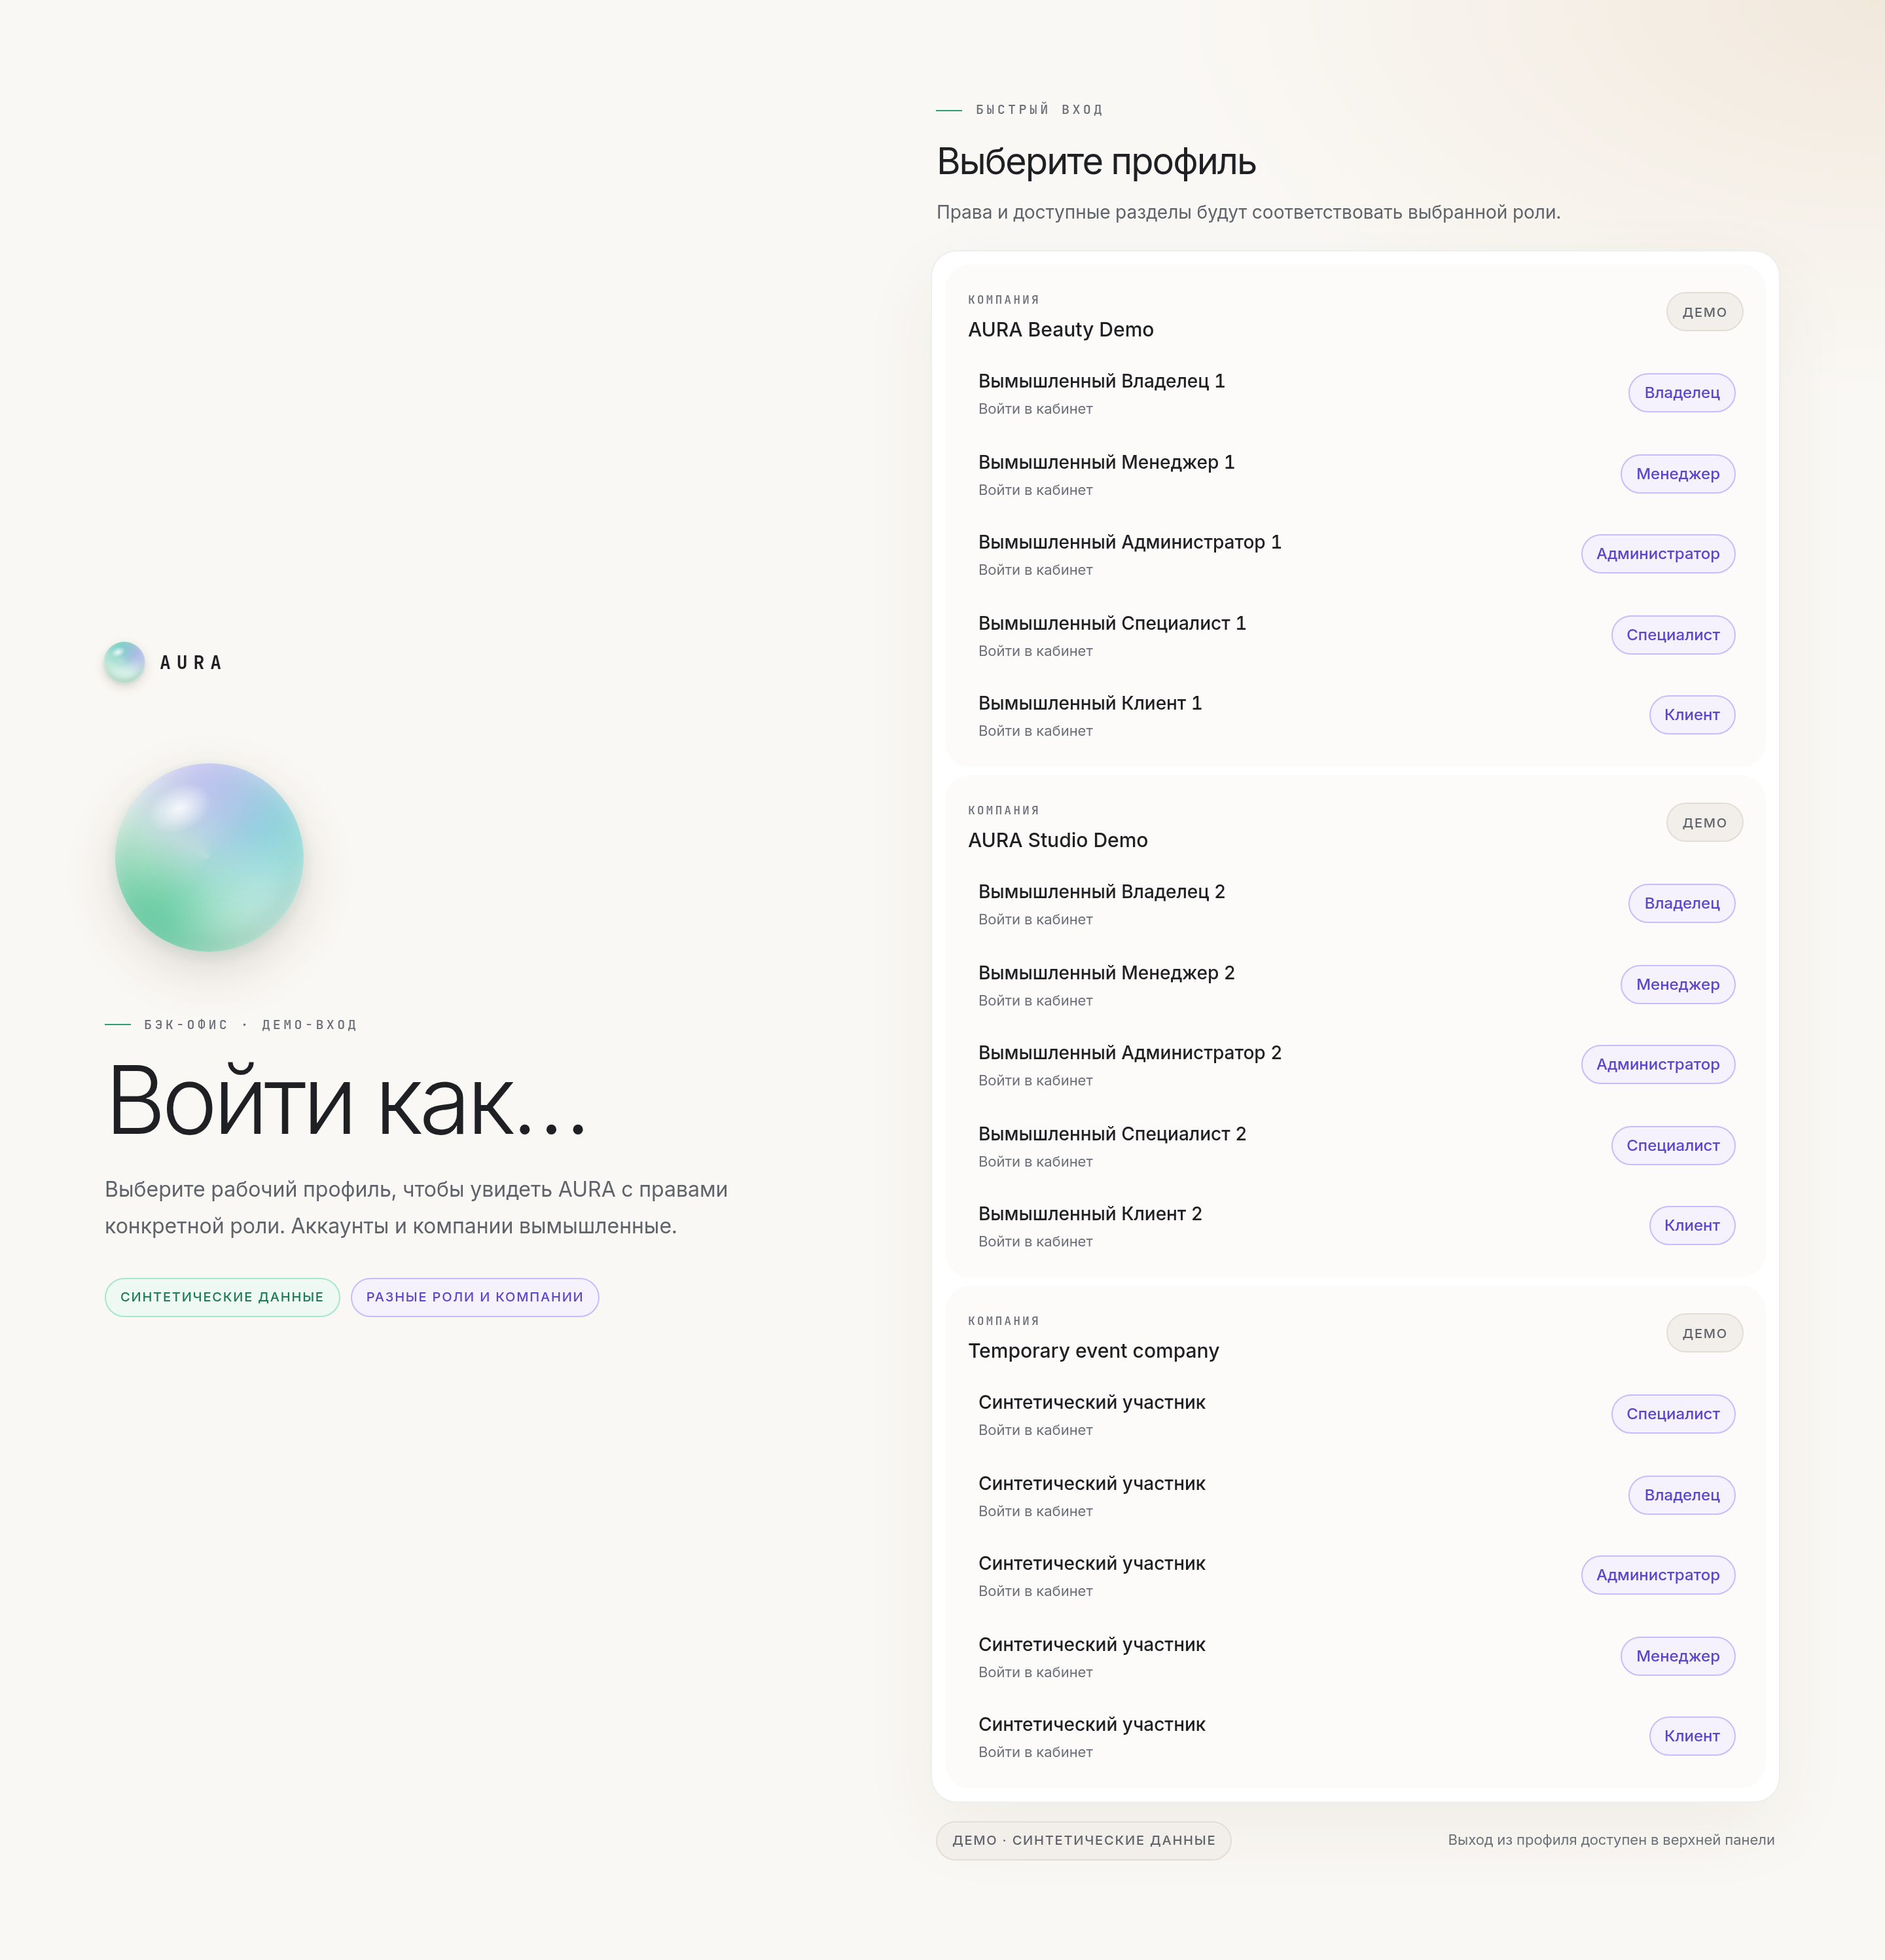 AURA
БЭК-ОФИС · ДЕМО-ВХОД
Войти как…
Выберите рабочий профиль, чтобы увидеть AURA с правами
конкретной роли. Аккаунты и компании вымышленные.
СИНТЕТИЧЕСКИЕ ДАННЫЕ
РАЗНЫЕ РОЛИ И КОМПАНИИ
БЫСТРЫЙ ВХОД
Выберите профиль
Права и доступные разделы будут соответствовать выбранной роли.
КОМПАНИЯ
AURA Beauty Demo
ДЕМО
Вымышленный Владелец 1
Войти в кабинет
Владелец
Вымышленный Менеджер 1
Войти в кабинет
Менеджер
Вымышленный Администратор 1
Войти в кабинет
Администратор
Вымышленный Специалист 1
Войти в кабинет
Специалист
Вымышленный Клиент 1
Войти в кабинет
Клиент
КОМПАНИЯ
AURA Studio Demo
ДЕМО
Вымышленный Владелец 2
Войти в кабинет
Владелец
Вымышленный Менеджер 2
Войти в кабинет
Менеджер
Вымышленный Администратор 2
Войти в кабинет
Администратор
Вымышленный Специалист 2
Войти в кабинет
Специалист
Вымышленный Клиент 2
Войти в кабинет
Клиент
КОМПАНИЯ
Temporary event company
ДЕМО
Синтетический участник
Войти в кабинет
Специалист
Синтетический участник
Войти в кабинет
Владелец
Синтетический участник
Войти в кабинет
Администратор
Синтетический участник
Войти в кабинет
Менеджер
Синтетический участник
Войти в кабинет
Клиент
ДЕМО · СИНТЕТИЧЕСКИЕ ДАННЫЕ
Выход из профиля доступен в верхней панели